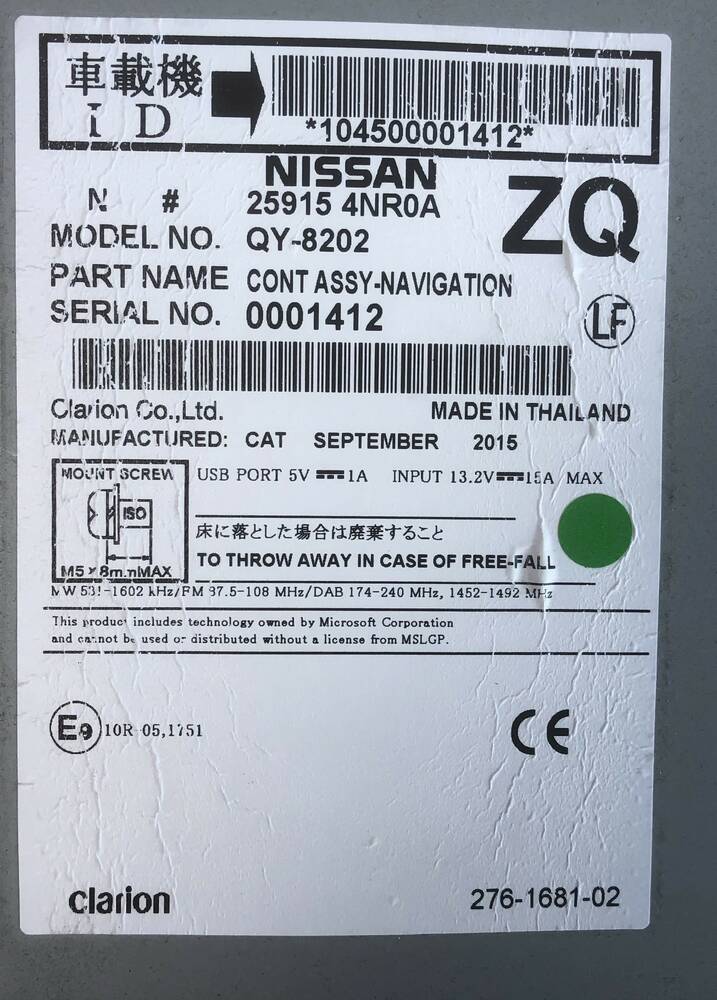 車載機
ID
*104500001412*
NISSAN
N # 25915 4NR0A
ZQ
MODEL NO. QY-8202
PART NAME CONT ASSY-NAVIGATION
SERIAL NO. 0001412
LF
Clarion Co.,Ltd. MADE IN THAILAND
MANUFACTURED: CAT SEPTEMBER 2015
MOUNT SCREW
USB PORT 5V 1A INPUT 13.2V 15A MAX
ISO
床に落とした場合は廃棄すること
TO THROW AWAY IN CASE OF FREE-FALL
M5×8mmMAX
MW 531-1602 kHz/FM 87.5-108 MHz/DAB 174-240 MHz, 1452-1492 MHz
This product includes technology owned by Microsoft Corporation
and cannot be used or distributed without a license from MSLGP.
E9 10R-05,1751
CE
clarion 276-1681-02